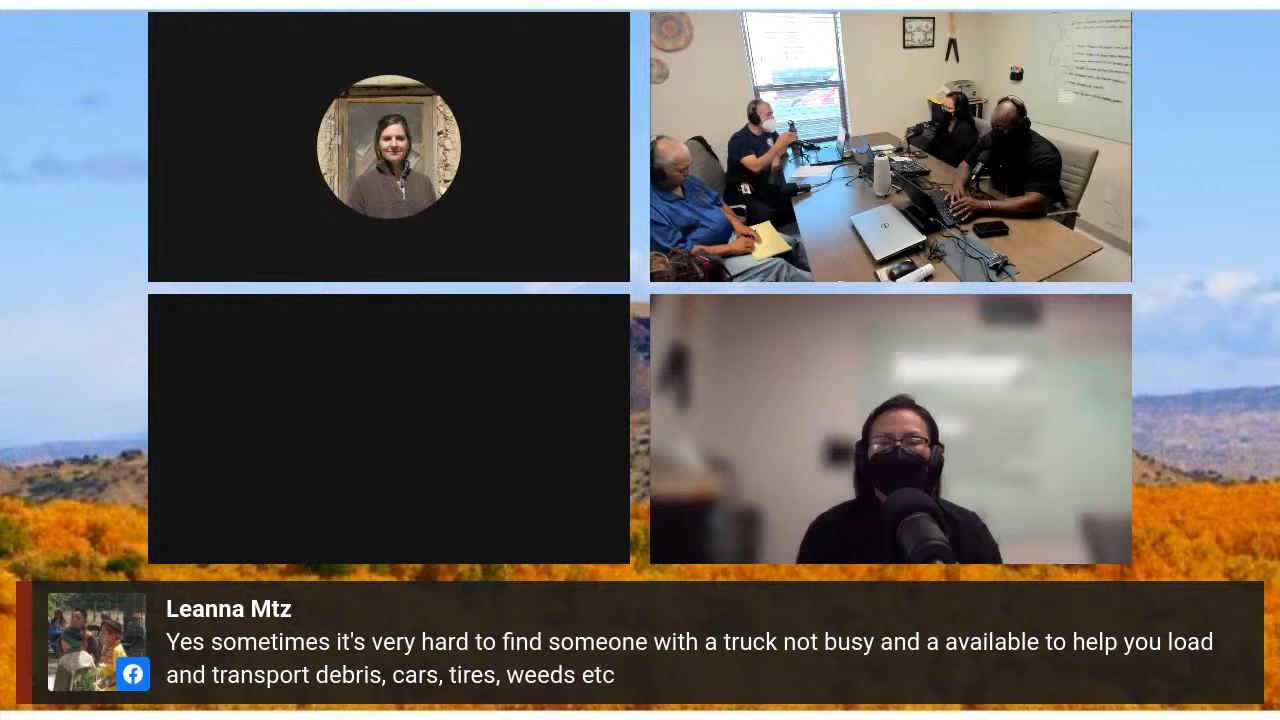 Leanna Mtz
Yes sometimes it's very hard to find someone with a truck not busy and a available to help you load
and transport debris, cars, tires, weeds etc